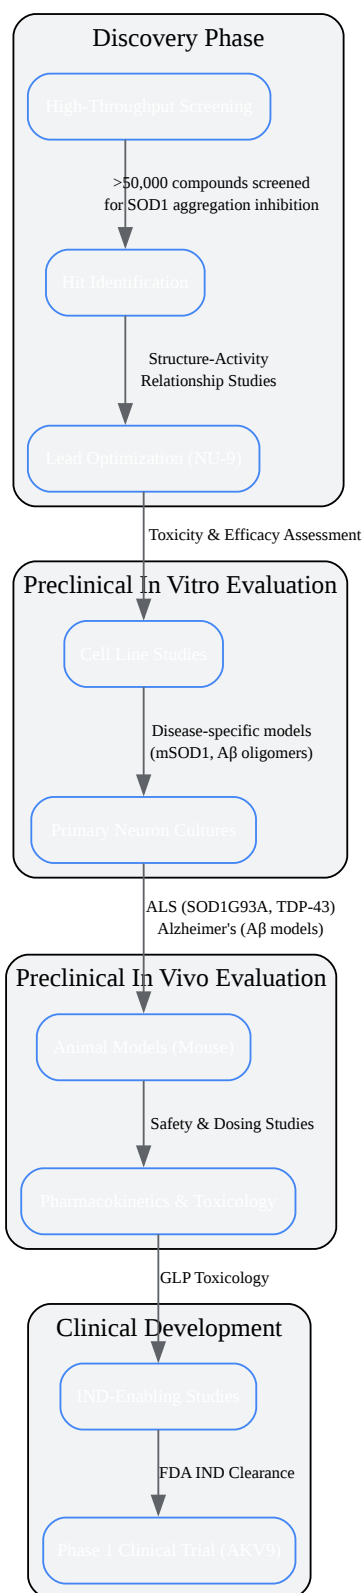 Discovery Phase
High-Throughput Screening
>50,000 compounds screened
for SOD1 aggregation inhibition
Hit Identification
Structure-Activity
Relationship Studies
Lead Optimization (NU-9)
Toxicity & Efficacy Assessment
Preclinical In Vitro Evaluation
Cell Line Studies
Disease-specific models
(mSOD1, Aβ oligomers)
Primary Neuron Cultures
ALS (SOD1G93A, TDP-43)
Alzheimer's (Aβ models)
Preclinical In Vivo Evaluation
Animal Models (Mouse)
Safety & Dosing Studies
Pharmacokinetics & Toxicology
GLP Toxicology
Clinical Development
IND-Enabling Studies
FDA IND Clearance
Phase 1 Clinical Trial (AKV9)